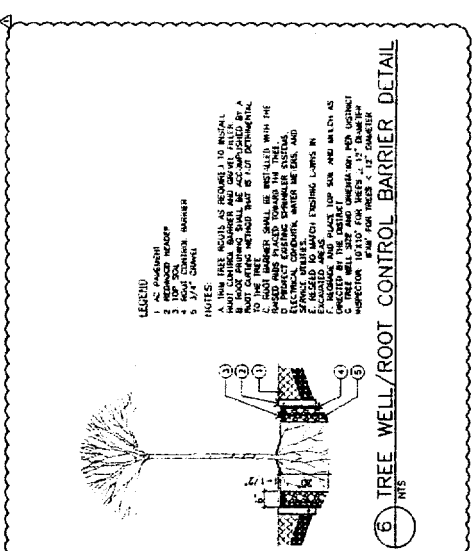 LEGEND
1 AC PAVEMENT
2 REDWOOD HEADER
3 TOP SOIL
4 ROOT CONTROL BARRIER
5 3/4" GRAVEL
NOTES:
A. TRIM TREE ROOTS AS REQUIRED TO INSTALL
ROOT CONTROL BARRIER AND GRAVEL FILLER
B. ROOT PRUNING SHALL BE ACCOMPLISHED BY A
ROOT CUTTING METHOD THAT IS NOT DETRIMENTAL
TO THE TREE.
C. ROOT BARRIER SHALL BE INSTALLED WITH THE
RAISED RIBS PLACED TOWARD THE TREE.
D. PROTECT EXISTING SPRINKLER SYSTEMS,
ELECTRICAL CONDUITS, WATER METERS, AND
SERVICE UTILITIES.
E. RESEED TO MATCH EXISTING LAWNS IN
EXCAVATED AREAS
F. REGRADE AND PLACE TOP SOIL AND MULCH AS
DIRECTED BY THE DISTRICT
G. TREE WELL SIZE AND ORIENTATION PER DISTRICT
INSPECTOR: 10'X10' FOR TREES ≥ 12" DIAMETER
FOR TREES < 12" DIAMETER
3
2
1
4
5
6"
1/2"
6 TREE WELL/ROOT CONTROL BARRIER DETAIL
NTS